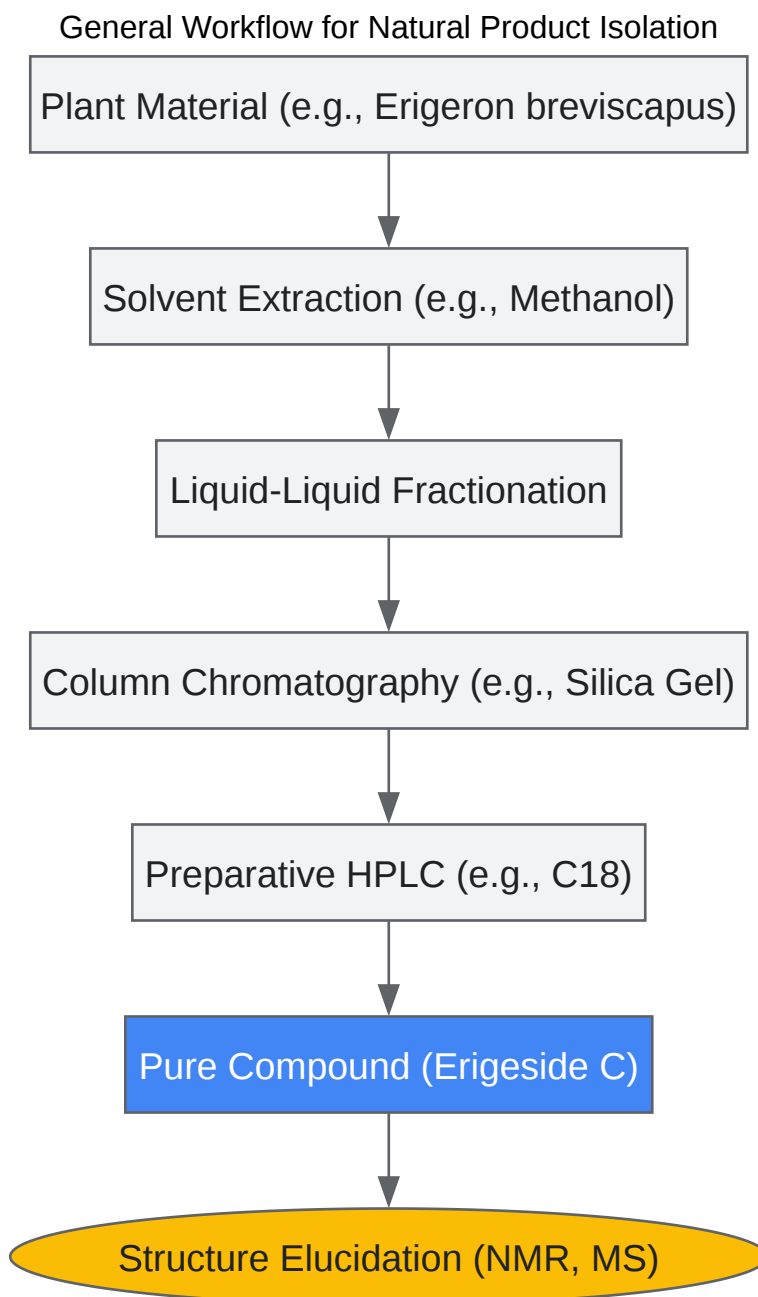 General Workflow for Natural Product Isolation
Plant Material (e.g., Erigeron breviscapus)
Solvent Extraction (e.g., Methanol)
Liquid-Liquid Fractionation
Column Chromatography (e.g., Silica Gel)
Preparative HPLC (e.g., C18)
Pure Compound (Erigeside C)
Structure Elucidation (NMR, MS)